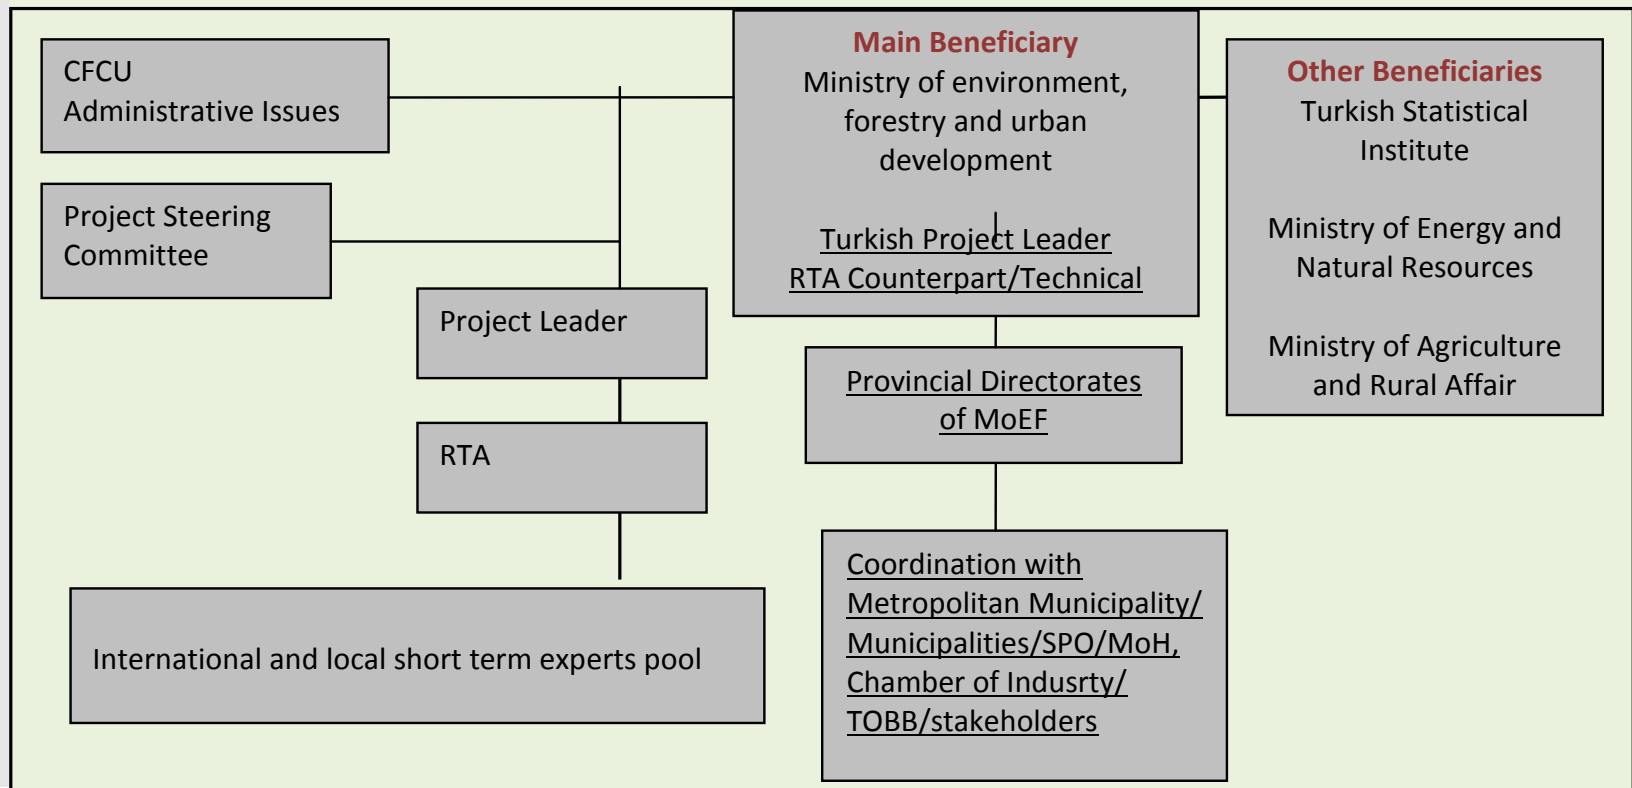 CFCU
Administrative Issues
Project Steering
Committee
Project Leader
RTA
International and local short term experts pool
Main Beneficiary
Ministry of environment,
forestry and urban
development
Turkish Project Leader
RTA Counterpart/Technical
Provincial Directorates
of MoEF
Coordination with
Metropolitan Municipality/
Municipalities/SPO/MoH,
Chamber of Indusrty/
TOBB/stakeholders
Other Beneficiaries
Turkish Statistical
Institute
Ministry of Energy and
Natural Resources
Ministry of Agriculture
and Rural Affair